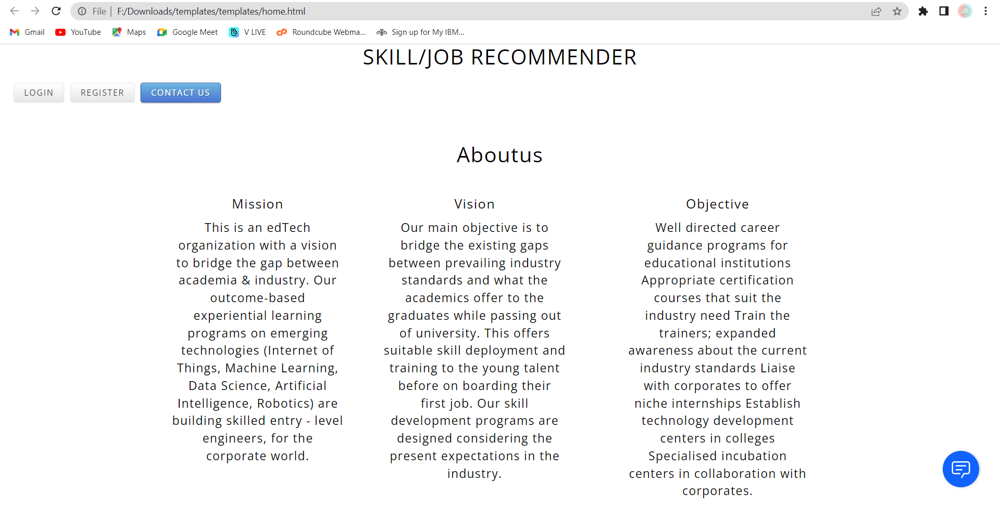 File | F:/Downloads/templates/templates/home.html
Gmail YouTube Maps Google Meet V LIVE Roundcube Webma... Sign up for My IBM...
SKILL/JOB RECOMMENDER
LOGIN REGISTER CONTACT US
Aboutus
Mission
This is an edTech
organization with a vision
to bridge the gap between
academia & industry. Our
outcome-based
experiential learning
programs on emerging
technologies (Internet of
Things, Machine Learning,
Data Science, Artificial
Intelligence, Robotics) are
building skilled entry - level
engineers, for the
corporate world.
Vision
Our main objective is to
bridge the existing gaps
between prevailing industry
standards and what the
academics offer to the
graduates while passing out
of university. This offers
suitable skill deployment and
training to the young talent
before on boarding their
first job. Our skill
development programs are
designed considering the
present expectations in the
industry.
Objective
Well directed career
guidance programs for
educational institutions
Appropriate certification
courses that suit the
industry need Train the
trainers; expanded
awareness about the current
industry standards Liaise
with corporates to offer
niche internships Establish
technology development
centers in colleges
Specialised incubation
centers in collaboration with
corporates.